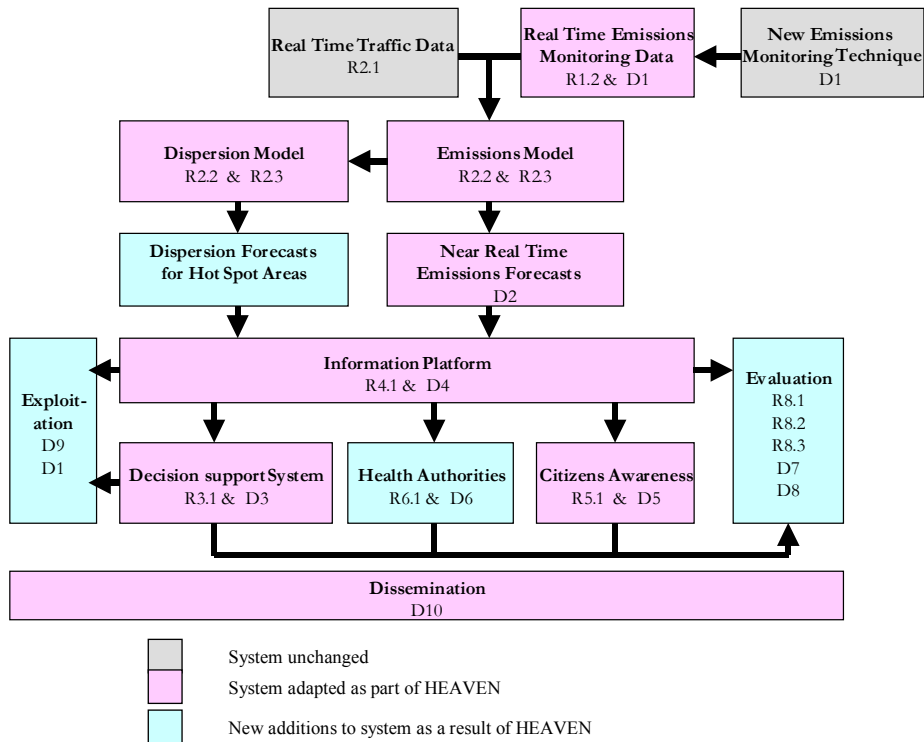 Real Time Traffic Data
R2.1
Real Time Emissions
Monitoring Data
R1.2 & D1
New Emissions
Monitoring Technique
D1
Dispersion Model
R2.2 & R2.3
Emissions Model
R2.2 & R2.3
Dispersion Forecasts
for Hot Spot Areas
Near Real Time
Emissions Forecasts
D2
Information Platform
R4.1 & D4
Exploit-
ation
D9
D1
Evaluation
R8.1
R8.2
R8.3
D7
D8
Decision support System
R3.1 & D3
Health Authorities
R6.1 & D6
Citizens Awareness
R5.1 & D5
Dissemination
D10
System unchanged
System adapted as part of HEAVEN
New additions to system as a result of HEAVEN